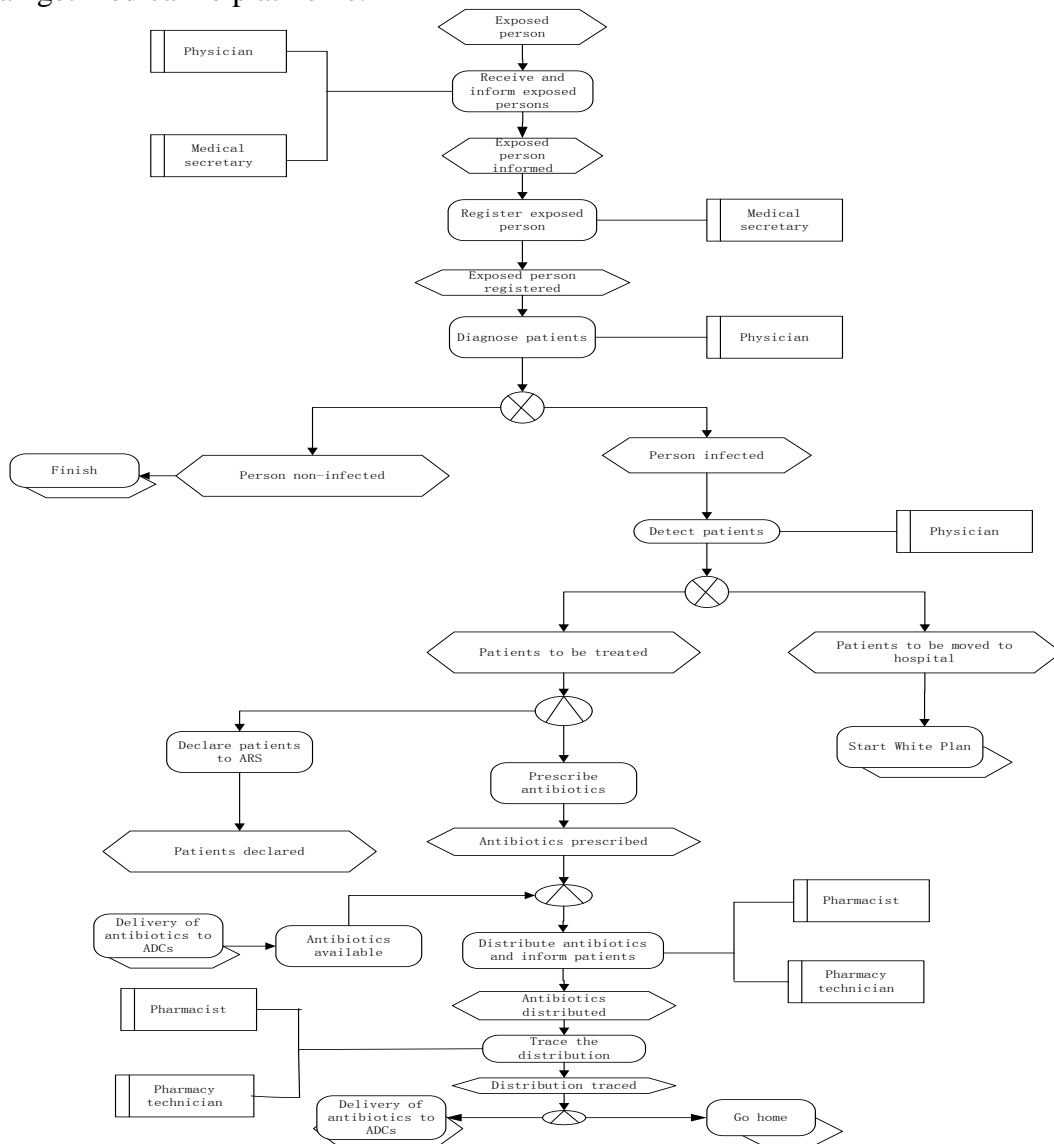 Exposed
person
Physician
Receive and
inform exposed
persons
Medical
secretary
Exposed
person
informed
Register exposed
person
Medical
secretary
Exposed person
registered
Diagnose patients
Physician
Finish
Person non-infected
Person infected
Detect patients
Physician
Patients to be treated
Patients to be moved to
hospital
Declare patients
to ARS
Start White Plan
Prescribe
antibiotics
Patients declared
Antibiotics prescribed
Pharmacist
Delivery of
antibiotics to
ADCs
Antibiotics
available
Distribute antibiotics
and inform patients
Pharmacy
technician
Antibiotics
distributed
Pharmacist
Trace the
distribution
Pharmacy
technician
Distribution traced
Delivery of
antibiotics to
ADCs
Go home